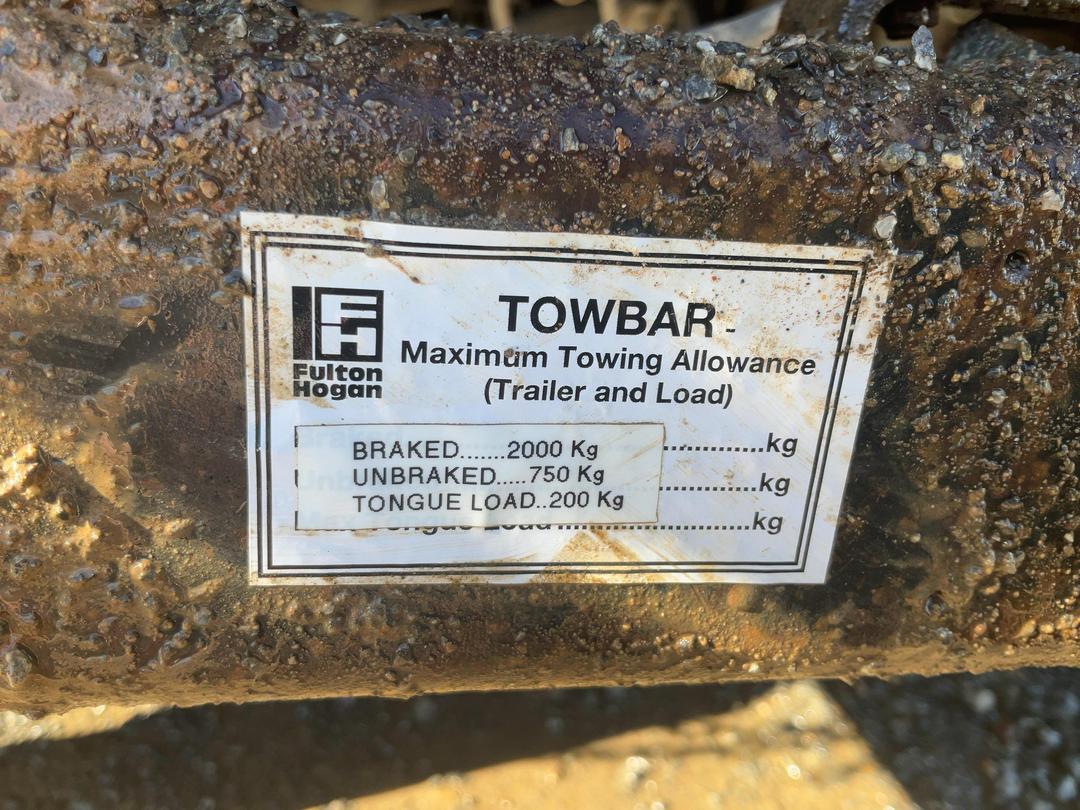 Fulton
Hogan
TOWBAR -
Maximum Towing Allowance
(Trailer and Load)
BRAKED.......2000 Kg
UNBRAKED.....750 Kg
TONGUE LOAD..200 Kg
..............kg
..............kg
Load.........................kg